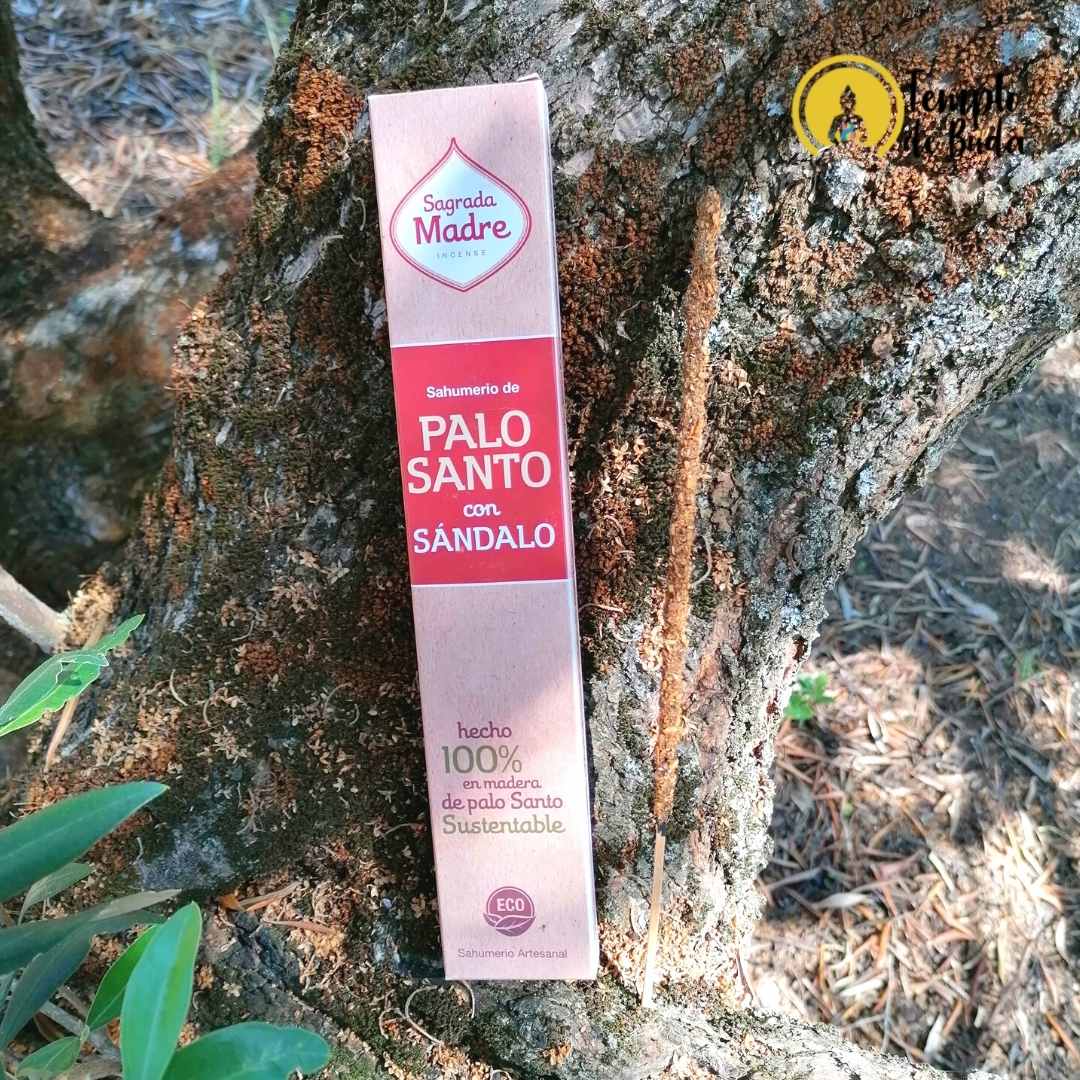 Templo
de Buda
Sagrada
Madre
INCENSE
Sahumerio de
PALO
SANTO
con
SÁNDALO
hecho
100%
en madera
de palo Santo
Sustentable
ECO
Sahumerio Artesanal